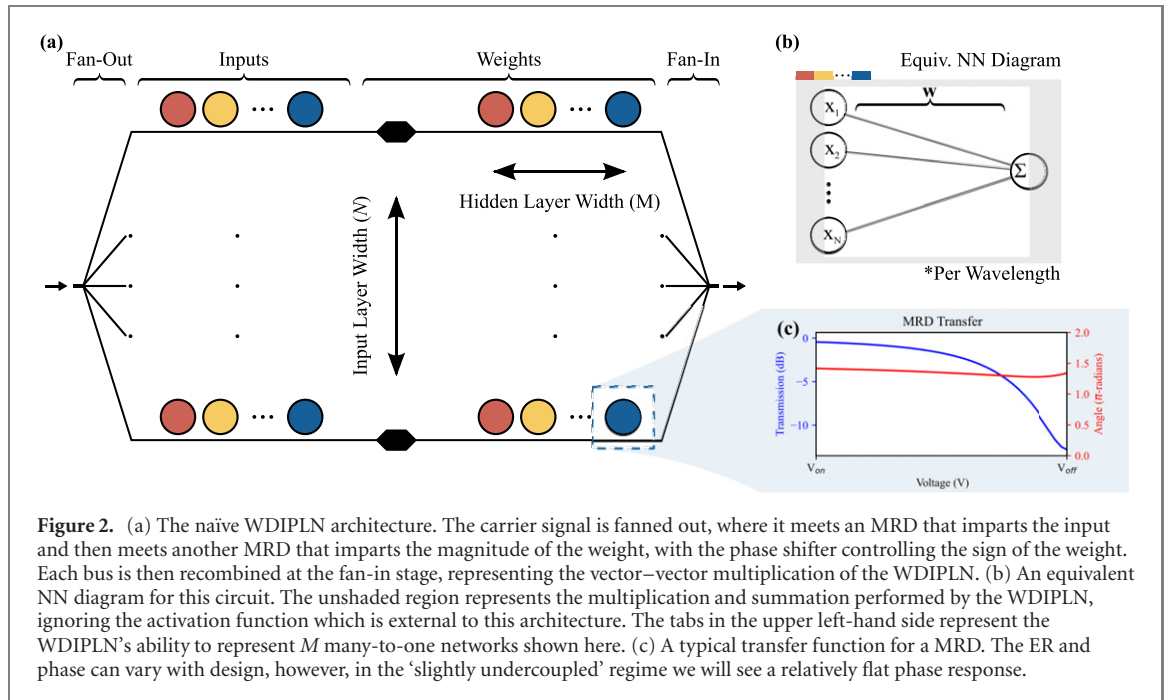 (a)
Fan-Out
Inputs
Weights
Fan-In
...
...
Hidden Layer Width (M)
Input Layer Width (N)
...
...
(b)
Equiv. NN Diagram
...
w
X1
X2
XN
Σ
*Per Wavelength
(c)
MRD Transfer
Transmission (dB)
0
−5
−10
2.0
1.5
1.0
0.5
0.0
Angle (π-radians)
Von
Voff
Voltage (V)
Figure 2. (a) The naïve WDIPLN architecture. The carrier signal is fanned out, where it meets an MRD that imparts the input
and then meets another MRD that imparts the magnitude of the weight, with the phase shifter controlling the sign of the weight.
Each bus is then recombined at the fan-in stage, representing the vector–vector multiplication of the WDIPLN. (b) An equivalent
NN diagram for this circuit. The unshaded region represents the multiplication and summation performed by the WDIPLN,
ignoring the activation function which is external to this architecture. The tabs in the upper left-hand side represent the
WDIPLN's ability to represent M many-to-one networks shown here. (c) A typical transfer function for a MRD. The ER and
phase can vary with design, however, in the 'slightly undercoupled' regime we will see a relatively flat phase response.